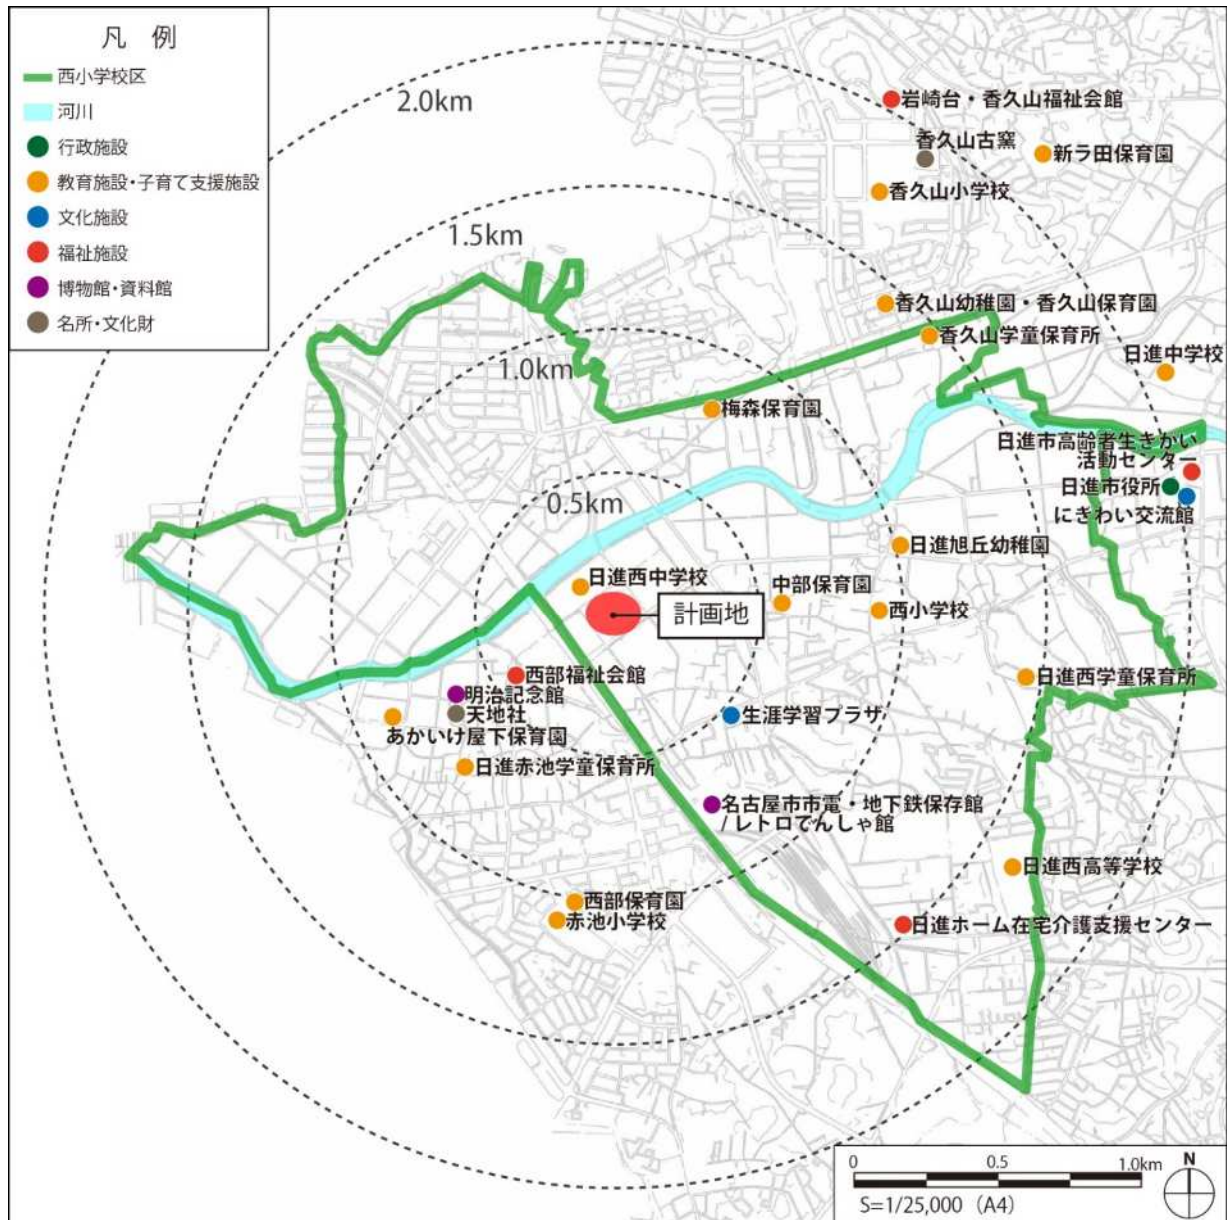 凡 例
西小学校区
河川
行政施設
教育施設・子育て支援施設
文化施設
福祉施設
博物館・資料館
名所・文化財
2.0km
1.5km
1.0km
0.5km
岩崎台・香久山福祉会館
香久山古窯
新ラ田保育園
香久山小学校
香久山幼稚園・香久山保育園
香久山学童保育所
日進中学校
梅森保育園
日進市高齢者生きかい
活動センター
日進市役所
にきわい交流館
日進旭丘幼稚園
日進西中学校
中部保育園
西小学校
計画地
西部福祉会館
日進西学童保育所
明治記念館
天地社
生涯学習プラザ
あかいけ屋下保育園
日進赤池学童保育所
名古屋市市電・地下鉄保存館
/レトロでんしゃ館
日進西高等学校
西部保育園
赤池小学校
日進ホーム在宅介護支援センター
0 0.5 1.0km
N
S=1/25,000（A4）